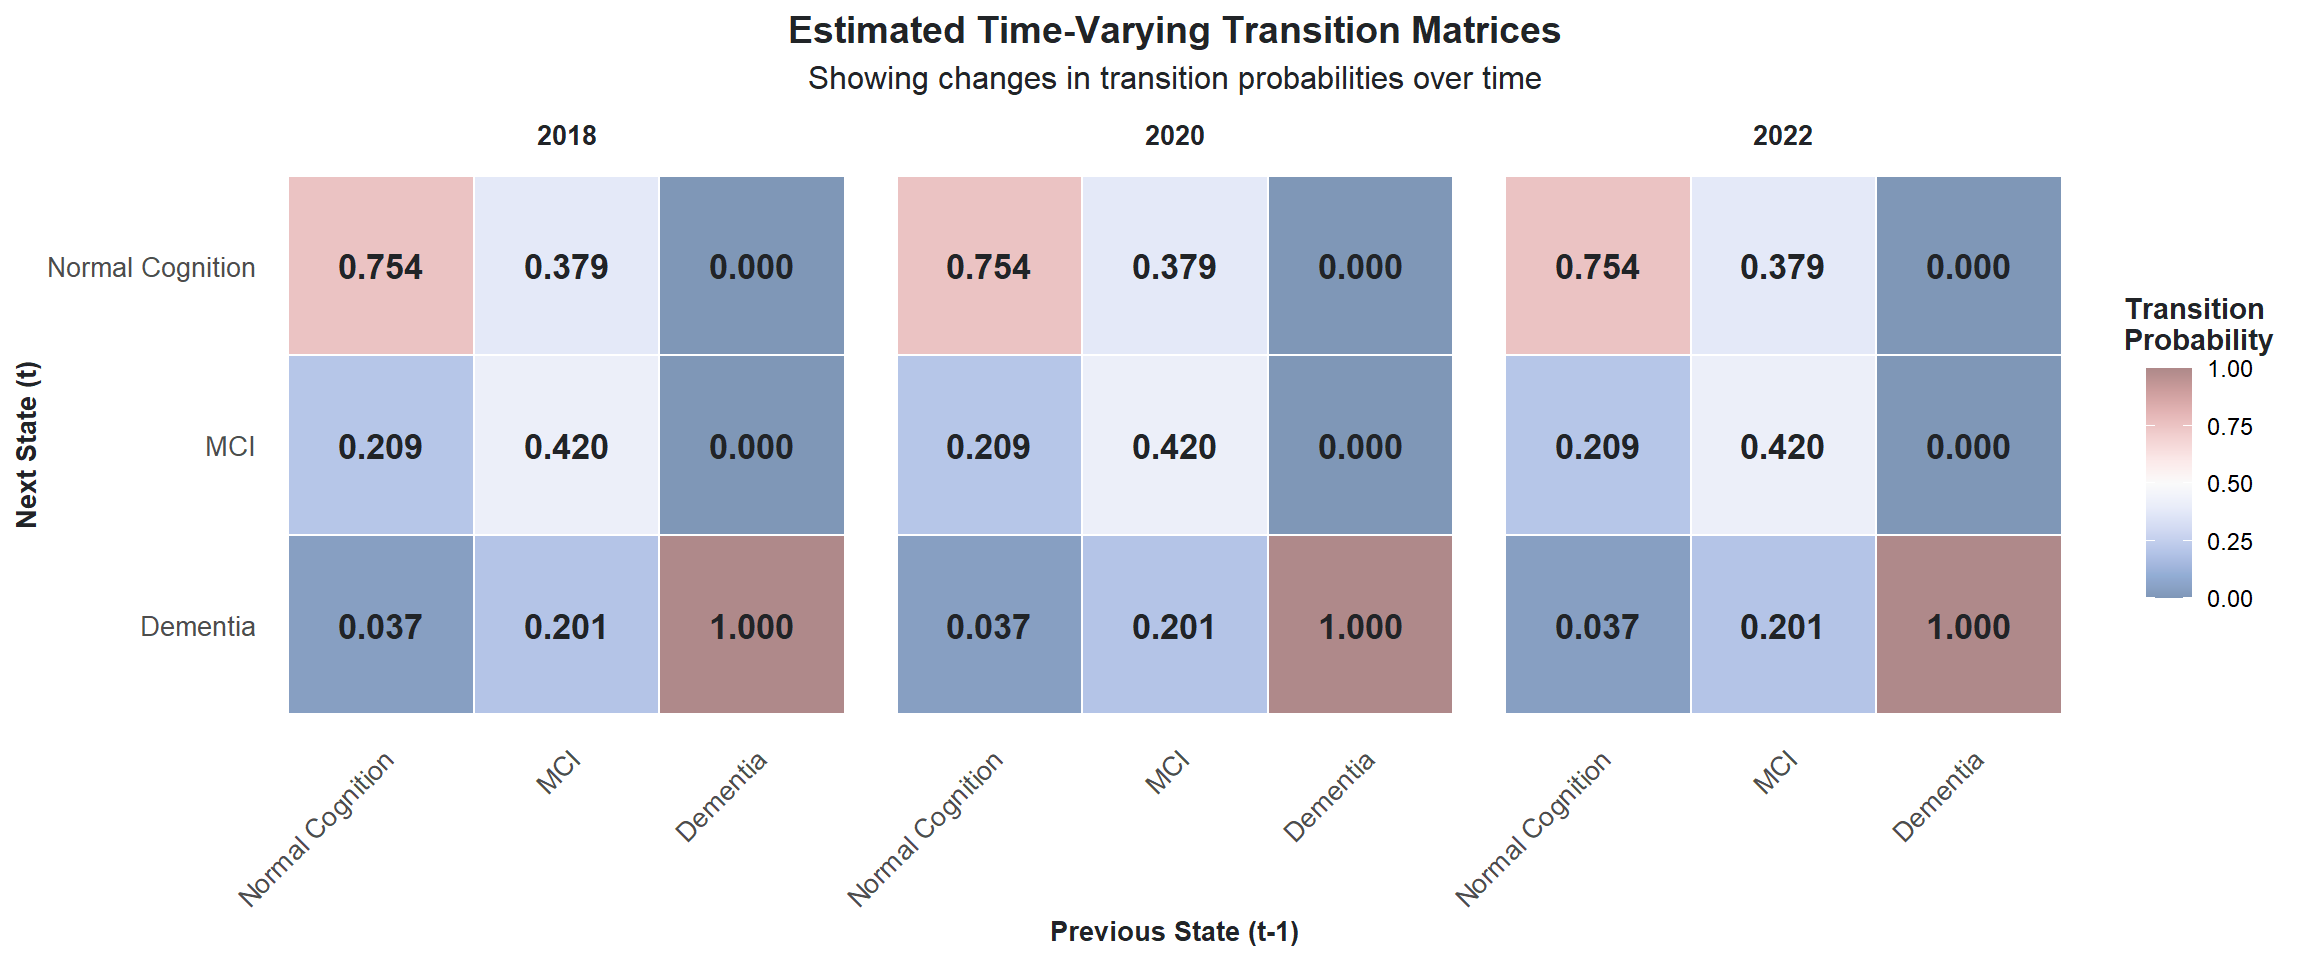 Estimated Time-Varying Transition Matrices
Showing changes in transition probabilities over time
2018
2020
2022
Next State (t)
Normal Cognition
0.754 0.379 0.000
0.754 0.379 0.000
0.754 0.379 0.000
MCI
0.209 0.420 0.000
0.209 0.420 0.000
0.209 0.420 0.000
Dementia
0.037 0.201 1.000
0.037 0.201 1.000
0.037 0.201 1.000
Normal Cognition
MCI
Dementia
Normal Cognition
MCI
Dementia
Normal Cognition
MCI
Dementia
Previous State (t-1)
Transition
Probability
1.00
0.75
0.50
0.25
0.00